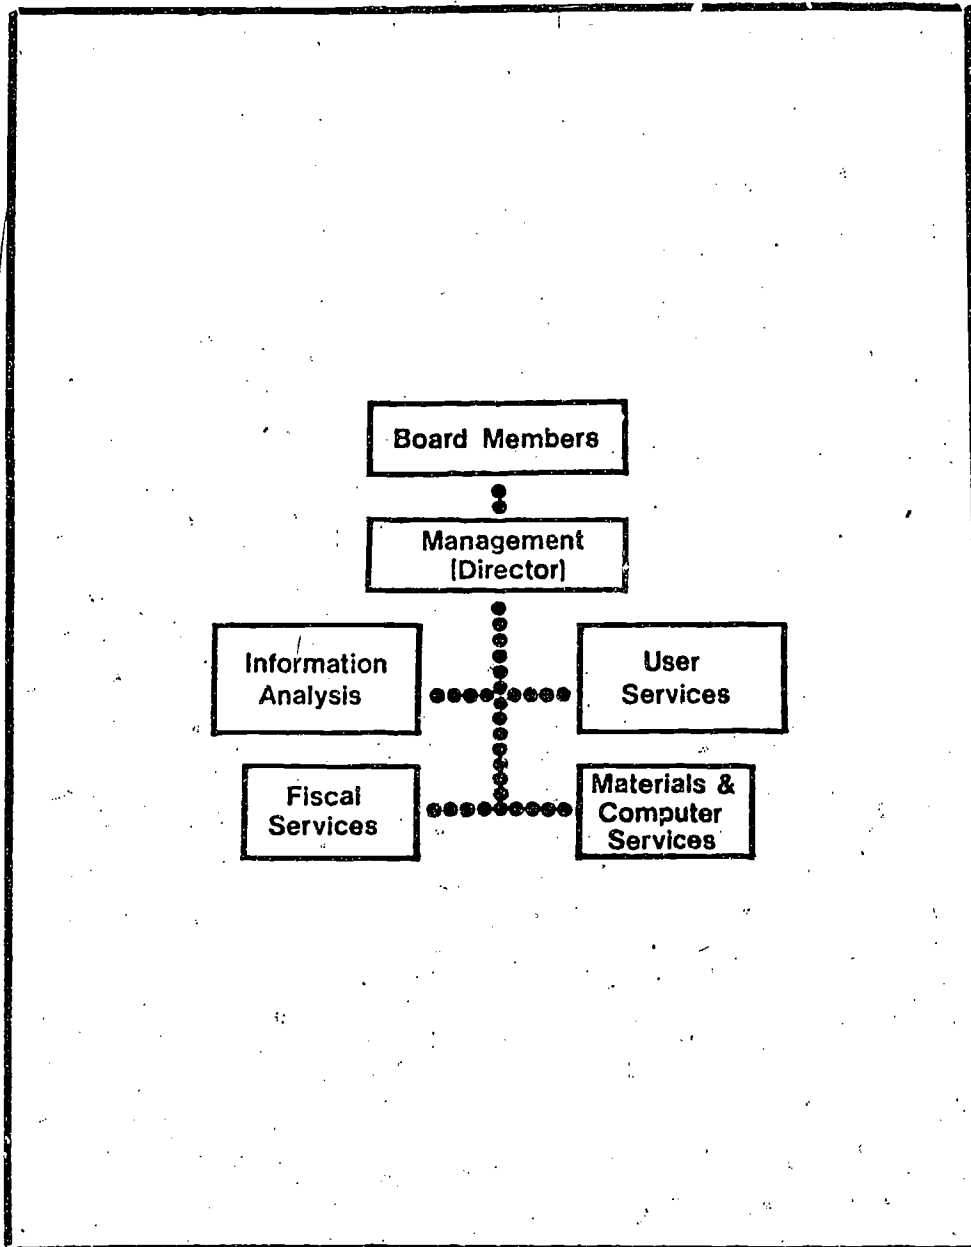 Board Members
Management
(Director)
Information
Analysis
User
Services
Fiscal
Services
Materials &
Computer
Services